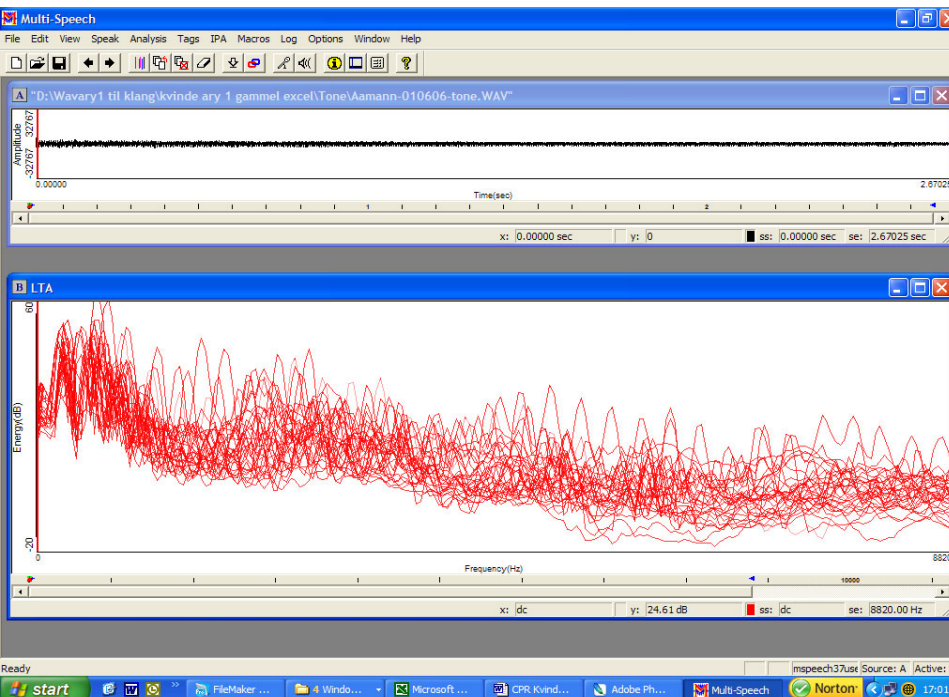 Multi-Speech
File Edit View Speak Analysis Tags IPA Macros Log Options Window Help
A "D:\Wavary1 til klang\kvinde ary 1 gammel excel\Tone\Aamann-010606-tone.WAV"
Amplitude
-32767 32767
0.00000 2.67025
Time(sec)
1 2
x: 0.00000 sec y: 0 ss: 0.00000 sec se: 2.67025 sec
B LTA
60
Energy(dB)
-20
0 8820
Frequency(Hz)
10000
x: dc y: 24.61 dB ss: dc se: 8820.00 Hz
Ready mspeech37use Source: A Active:
start W » FileMaker ... 4 Windo... Microsoft ... CPR Kvind... Adobe Ph... Multi-Speech Norton 17:01